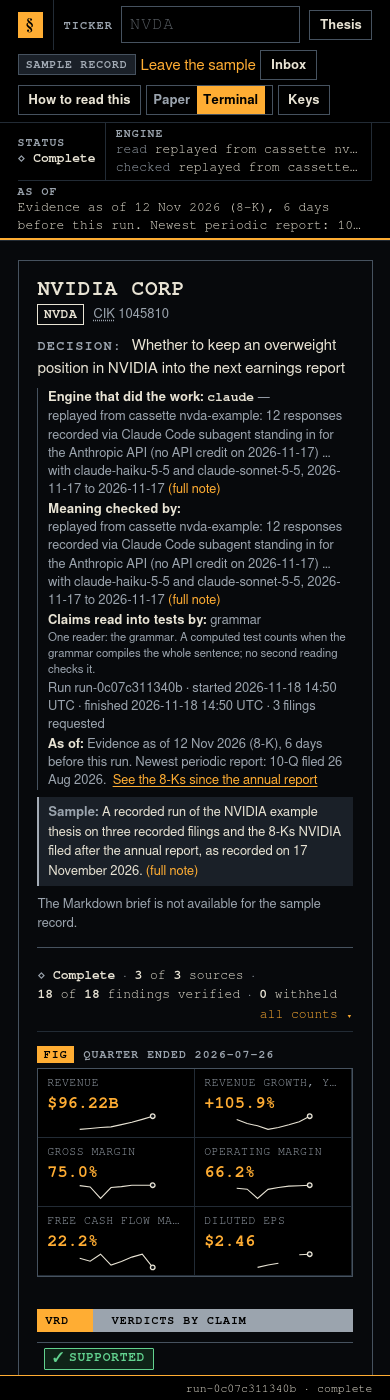 § TICKER NVDA Thesis
SAMPLE RECORD Leave the sample Inbox
How to read this Paper Terminal Keys
STATUS
◇ Complete
ENGINE
read replayed from cassette nv…
checked replayed from cassette…
AS OF
Evidence as of 12 Nov 2026 (8-K), 6 days
before this run. Newest periodic report: 10…
NVIDIA CORP
NVDA CIK 1045810
DECISION: Whether to keep an overweight
position in NVIDIA into the next earnings report
Engine that did the work: claude —
replayed from cassette nvda-example: 12 responses
recorded via Claude Code subagent standing in for
the Anthropic API (no API credit on 2026-11-17) ...
with claude-haiku-5-5 and claude-sonnet-5-5, 2026-
11-17 to 2026-11-17 (full note)
Meaning checked by:
replayed from cassette nvda-example: 12 responses
recorded via Claude Code subagent standing in for
the Anthropic API (no API credit on 2026-11-17) ...
with claude-haiku-5-5 and claude-sonnet-5-5, 2026-
11-17 to 2026-11-17 (full note)
Claims read into tests by: grammar
One reader: the grammar. A computed test counts when the
grammar compiles the whole sentence; no second reading
checks it.
Run run-0c07c311340b · started 2026-11-18 14:50
UTC · finished 2026-11-18 14:50 UTC · 3 filings
requested
As of: Evidence as of 12 Nov 2026 (8-K), 6 days
before this run. Newest periodic report: 10-Q filed 26
Aug 2026. See the 8-Ks since the annual report
Sample: A recorded run of the NVIDIA example
thesis on three recorded filings and the 8-Ks NVIDIA
filed after the annual report, as recorded on 17
November 2026. (full note)
The Markdown brief is not available for the sample
record.
◇ Complete · 3 of 3 sources ·
18 of 18 findings verified · 0 withheld
all counts ▾
FIG QUARTER ENDED 2026-07-26
REVENUE
$96.22B
REVENUE GROWTH, Y…
+105.9%
GROSS MARGIN
75.0%
OPERATING MARGIN
66.2%
FREE CASH FLOW MA…
22.2%
DILUTED EPS
$2.46
VRD VERDICTS BY CLAIM
✓ SUPPORTED
run-0c07c311340b · complete